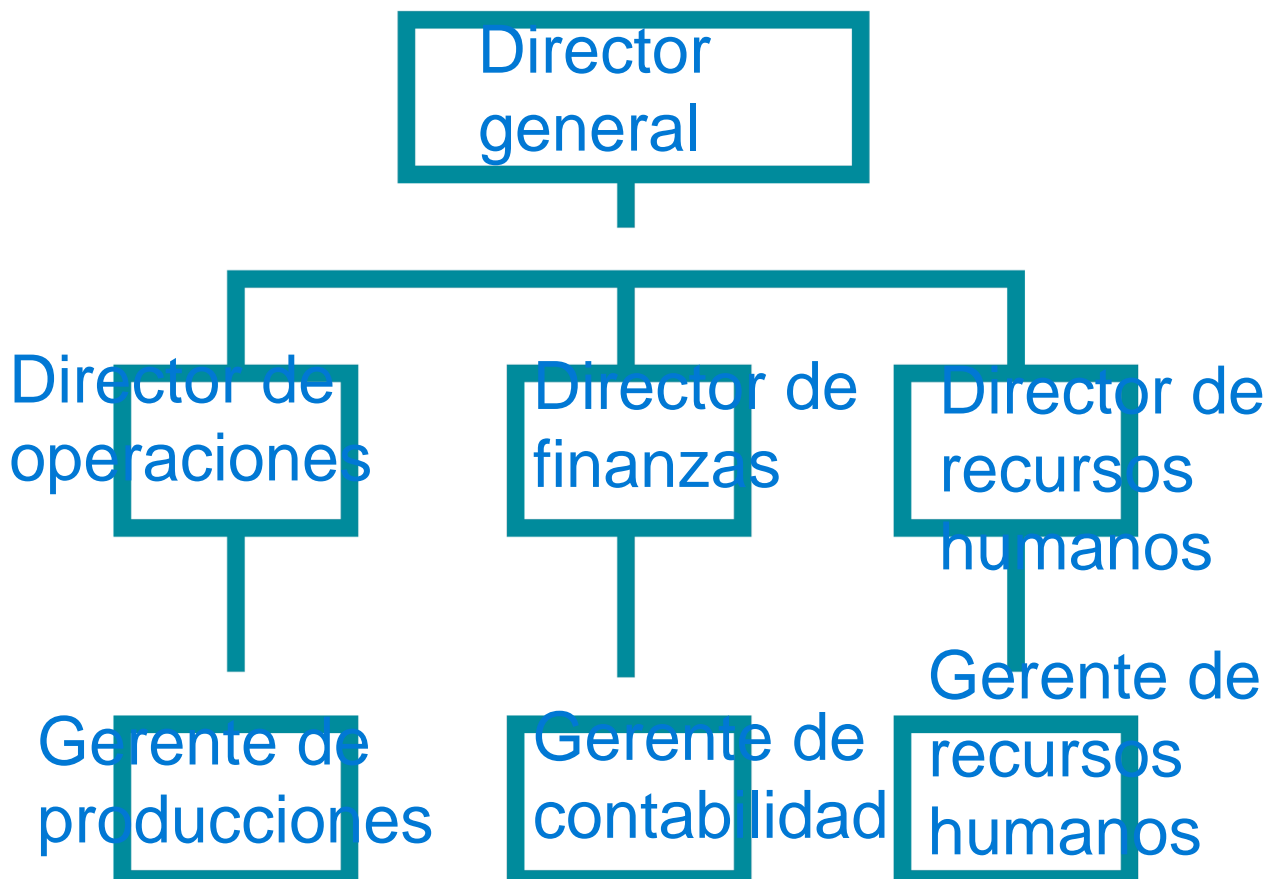 Director
general
Director de
operaciones
Director de
finanzas
Director de
recursos
humanos
Gerente de
producciones
Gerente de
contabilidad
Gerente de
recursos
humanos